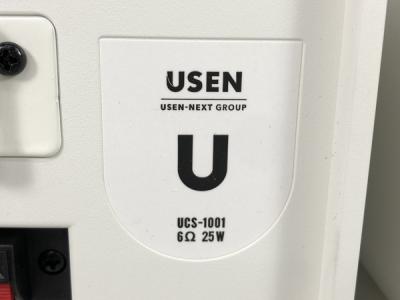 USEN
USEN-NEXT GROUP
U
UCS-1001
6Ω 25W